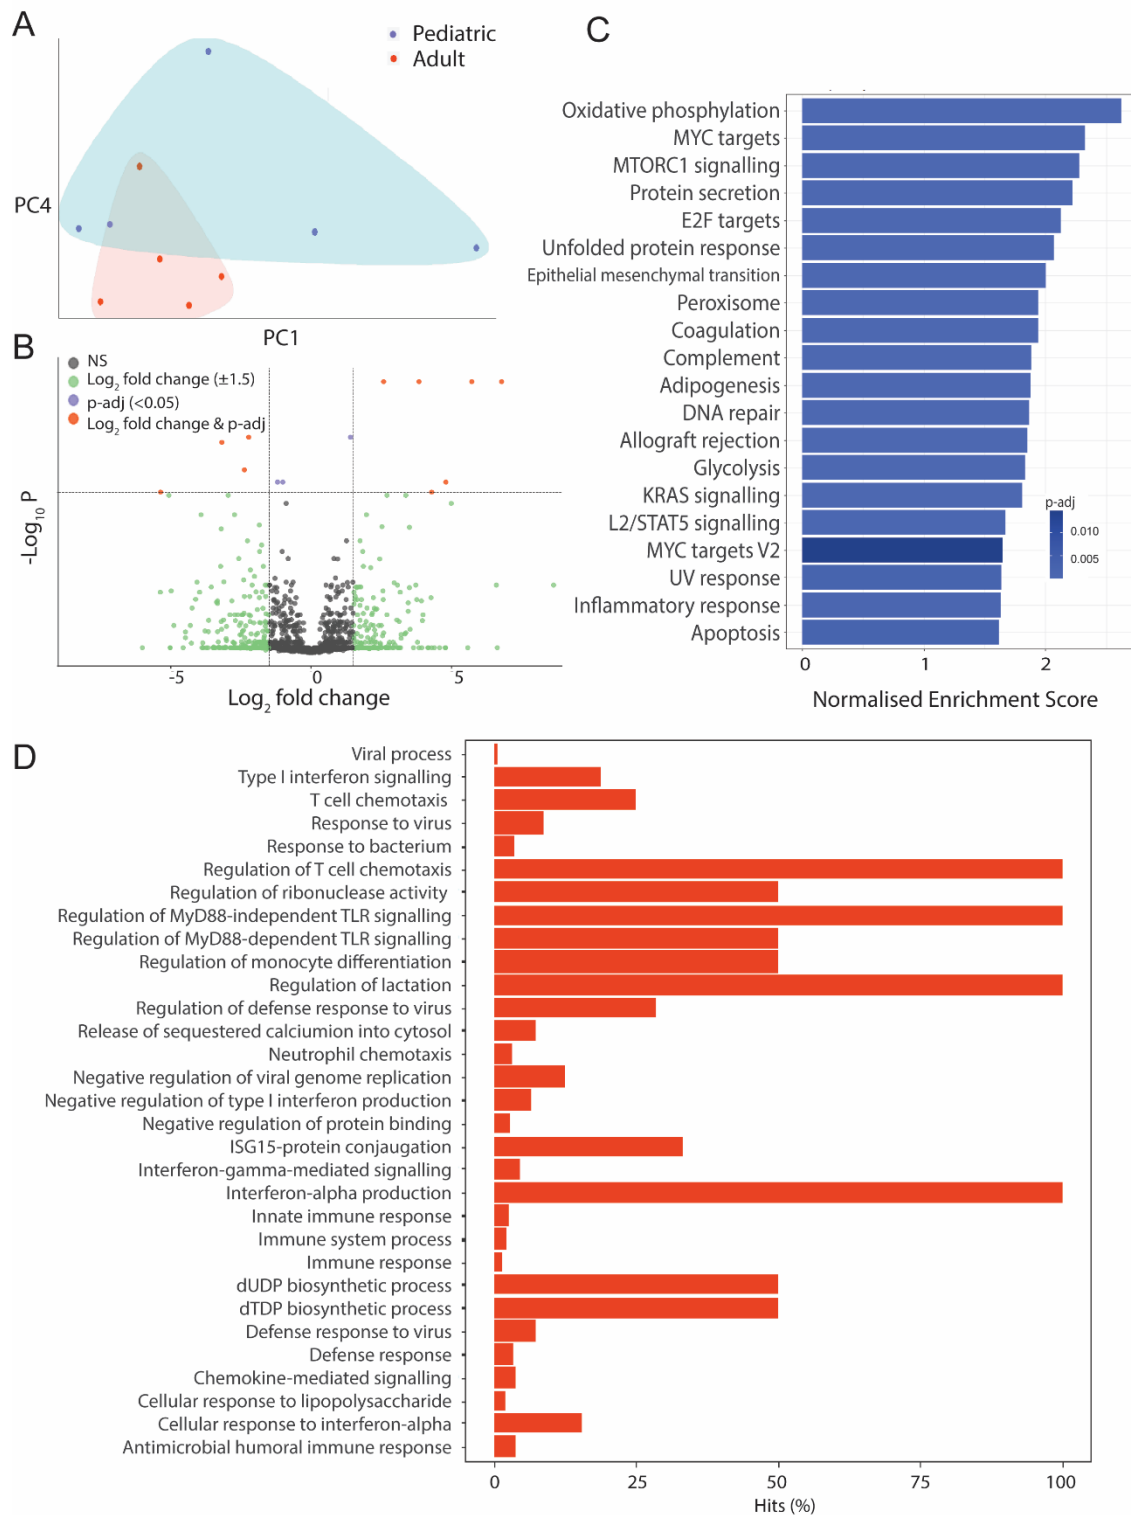 A
Pediatric
Adult
PC4
PC1
B
NS
Log2 fold change (±1.5)
p-adj (<0.05)
Log2 fold change & p-adj
-Log10 P
-5
0
5
Log2 fold change
C
Oxidative phosphorylation
MYC targets
MTORC1 signalling
Protein secretion
E2F targets
Unfolded protein response
Epithelial mesenchymal transition
Peroxisome
Coagulation
Complement
Adipogenesis
DNA repair
Allograft rejection
Glycolysis
KRAS signalling
L2/STAT5 signalling
MYC targets V2
UV response
Inflammatory response
Apoptosis
p-adj
0.010
0.005
0
1
2
Normalised Enrichment Score
D
Viral process
Type I interferon signalling
T cell chemotaxis
Response to virus
Response to bacterium
Regulation of T cell chemotaxis
Regulation of ribonuclease activity
Regulation of MyD88-independent TLR signalling
Regulation of MyD88-dependent TLR signalling
Regulation of monocyte differentiation
Regulation of lactation
Regulation of defense response to virus
Release of sequestered calciumion into cytosol
Neutrophil chemotaxis
Negative regulation of viral genome replication
Negative regulation of type I interferon production
Negative regulation of protein binding
ISG15-protein conjaugation
Interferon-gamma-mediated signalling
Interferon-alpha production
Innate immune response
Immune system process
Immune response
dUDP biosynthetic process
dTDP biosynthetic process
Defense response to virus
Defense response
Chemokine-mediated signalling
Cellular response to lipopolysaccharide
Cellular response to interferon-alpha
Antimicrobial humoral immune response
0
25
50
75
100
Hits (%)